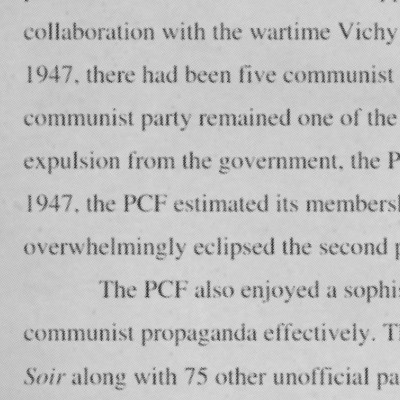 collaboration with the wartime Vichy
1947, there had been five communist
communist party remained one of the
expulsion from the government, the P
1947, the PCF estimated its members
overwhelmingly eclipsed the second p
The PCF also enjoyed a sophis
communist propaganda effectively. Th
Soir along with 75 other unofficial pa